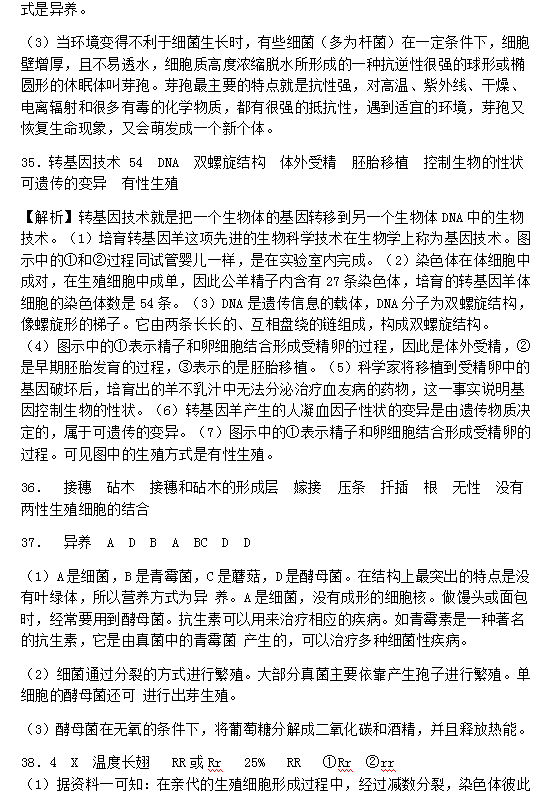 式是异养。
（3）当环境变得不利于细菌生长时，有些细菌（多为杆菌）在一定条件下，细胞
壁增厚，且不易透水，细胞质高度浓缩脱水所形成的一种抗逆性很强的球形或椭
圆形的休眠体叫芽孢。芽孢最主要的特点就是抗性强，对高温、紫外线、干燥、
电离辐射和很多有毒的化学物质，都有很强的抵抗性，遇到适宜的环境，芽孢又
恢复生命现象，又会萌发成一个新个体。
35．转基因技术 54 DNA 双螺旋结构 体外受精 胚胎移植 控制生物的性状
可遗传的变异 有性生殖
【解析】转基因技术就是把一个生物体的基因转移到另一个生物体DNA中的生物
技术。（1）培育转基因羊这项先进的生物科学技术在生物学上称为基因技术。图
示中的①和②过程同试管婴儿一样，是在实验室内完成。（2）染色体在体细胞中
成对，在生殖细胞中成单，因此公羊精子内含有27条染色体，培育的转基因羊体
细胞的染色体数是54条。（3）DNA是遗传信息的载体，DNA分子为双螺旋结构，
像螺旋形的梯子。它由两条长长的、互相盘绕的链组成，构成双螺旋结构。
（4）图示中的①表示精子和卵细胞结合形成受精卵的过程，因此是体外受精，②
是早期胚胎发育的过程，③表示的是胚胎移植。（5）科学家将移植到受精卵中的
基因破坏后，培育出的羊不乳汁中无法分泌治疗血友病的药物，这一事实说明基
因控制生物的性状。（6）转基因羊产生的人凝血因子性状的变异是由遗传物质决
定的，属于可遗传的变异。（7）图示中的①表示精子和卵细胞结合形成受精卵的
过程。可见图中的生殖方式是有性生殖。
36． 接穗 砧木 接穗和砧木的形成层 嫁接 压条 扦插 根 无性 没有
两性生殖细胞的结合
37． 异养 A D B A BC D D
（1）A是细菌，B是青霉菌，C是蘑菇，D是酵母菌。在结构上最突出的特点是没
有叶绿体，所以营养方式为异 养。A是细菌，没有成形的细胞核。做馒头或面包
时，经常要用到酵母菌。抗生素可以用来治疗相应的疾病。如青霉素是一种著名
的抗生素，它是由真菌中的青霉菌 产生的，可以治疗多种细菌性疾病。
（2）细菌通过分裂的方式进行繁殖。大部分真菌主要依靠产生孢子进行繁殖。单
细胞的酵母菌还可 进行出芽生殖。
（3）酵母菌在无氧的条件下，将葡萄糖分解成二氧化碳和酒精，并且释放热能。
38．4 X 温度长翅 RR或Rr 25% RR ①Rr ②rr
（1）据资料一可知：在亲代的生殖细胞形成过程中，经过减数分裂，染色体彼此